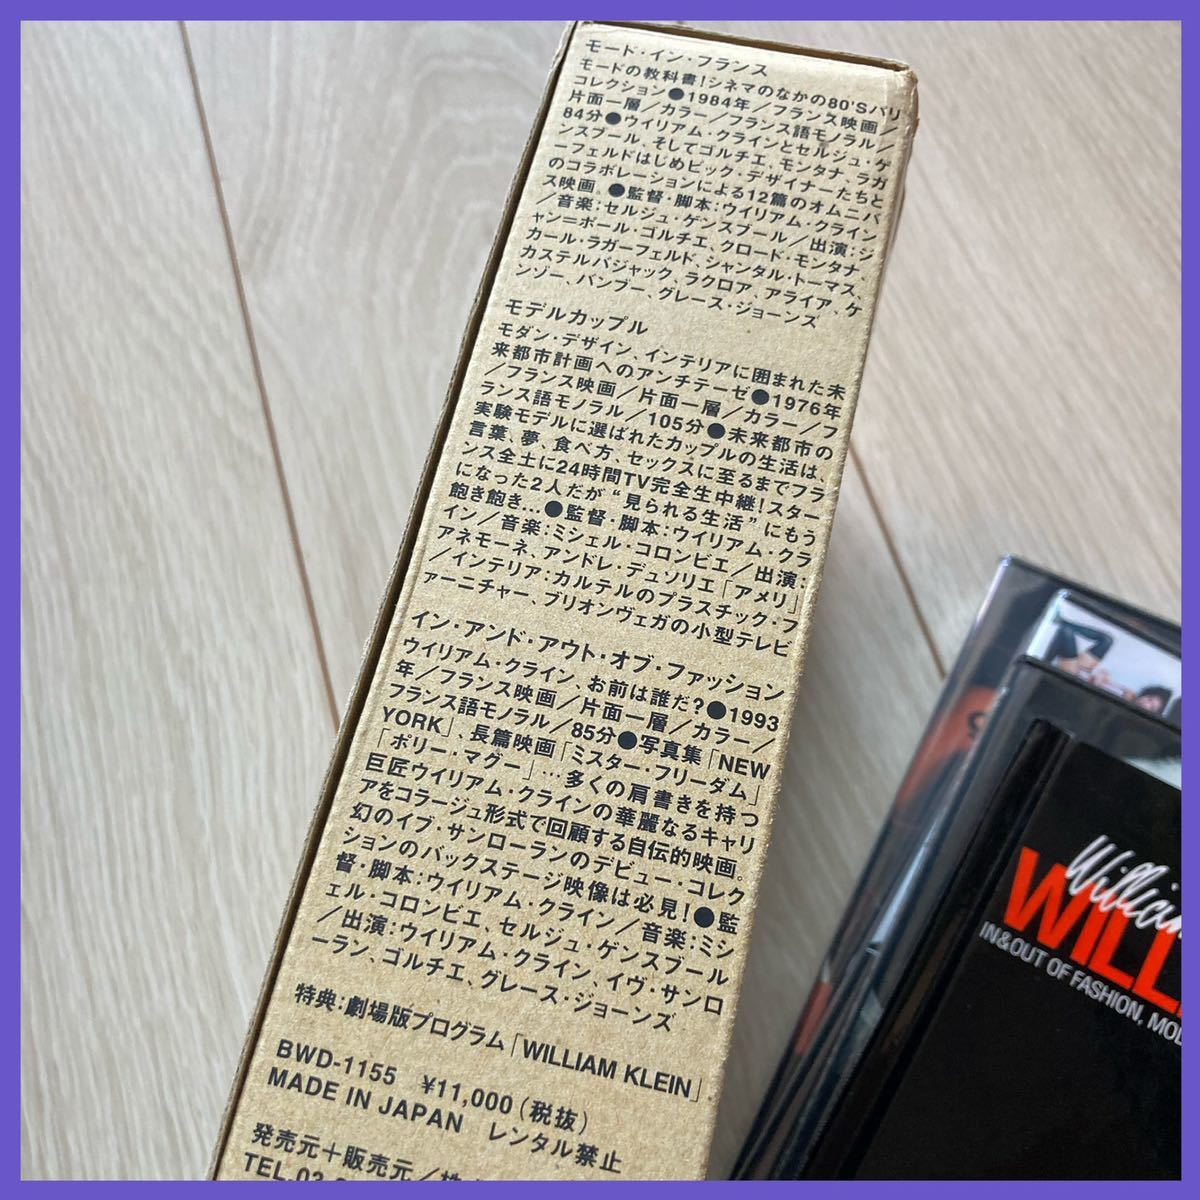 モード・イン・フランス
モードの教科書!シネマのなかの80'Sパリ
コレクション●1984年/フランス映画/
片面一層/カラー/フランス語モノラル/
84分●ウイリアム・クラインとセルジュ・ゲ
ンスブール、そしてゴルチエ、モンタナ、ラガ
ーフェルドはじめビック・デザイナーたちと
のコラボレーションによる12篇のオムニバ
ス映画。●監督・脚本:ウイリアム・クライン
/音楽:セルジュ・ゲンスブール/出演:ジ
ャン=ポール・ゴルチエ、クロード・モンタナ、
カール・ラガーフェルド、シャンタル・トーマス、
カステルバジャック、ラクロア、アライア、ケ
ンゾー、バンブー、グレース・ジョーンズ
モデルカップル
モダン・デザイン、インテリアに囲まれた未
来都市計画へのアンチテーゼ●1976年
/フランス映画/片面一層/カラー/フ
ランス語モノラル/105分●未来都市の
実験モデルに選ばれたカップルの生活は、
言葉、夢、食べ方、セックスに至るまでフラ
ンス全土に24時間TV完全生中継!スター
になった2人だが“見られる生活”にもう
飽き飽き…●監督・脚本:ウイリアム・クラ
イン/音楽:ミシェル・コロンビエ/出演:
アネモーネ、アンドレ・デュソリエ「アメリ」
/インテリア:カルテルのプラスチック・フ
ァーニチャー、ブリオンヴェガの小型テレビ
イン・アンド・アウト・オブ・ファッション
ウイリアム・クライン、お前は誰だ?●1993
年/フランス映画/片面一層/カラー/
フランス語モノラル/85分●写真集「NEW
YORK」、長篇映画「ミスター・フリーダム」
「ポリー・マグー」…多くの肩書きを持つ
巨匠ウイリアム・クラインの華麗なるキャリ
アをコラージュ形式で回顧する自伝的映画。
幻のイブ・サンローランのデビュー・コレク
ションのバックステージ映像は必見!●監
督・脚本:ウイリアム・クライン/音楽:ミシ
ェル・コロンビエ、セルジュ・ゲンスブール
/出演:ウイリアム・クライン、イヴ・サンロ
ーラン、ゴルチエ、グレース・ジョーンズ
特典:劇場版プログラム「WILLIAM KLEIN」
BWD-1155 ¥11,000(税抜)
MADE IN JAPAN レンタル禁止
発売元+販売元/株
TEL.03
William
WILL
IN&OUT OF FASHION, MOD